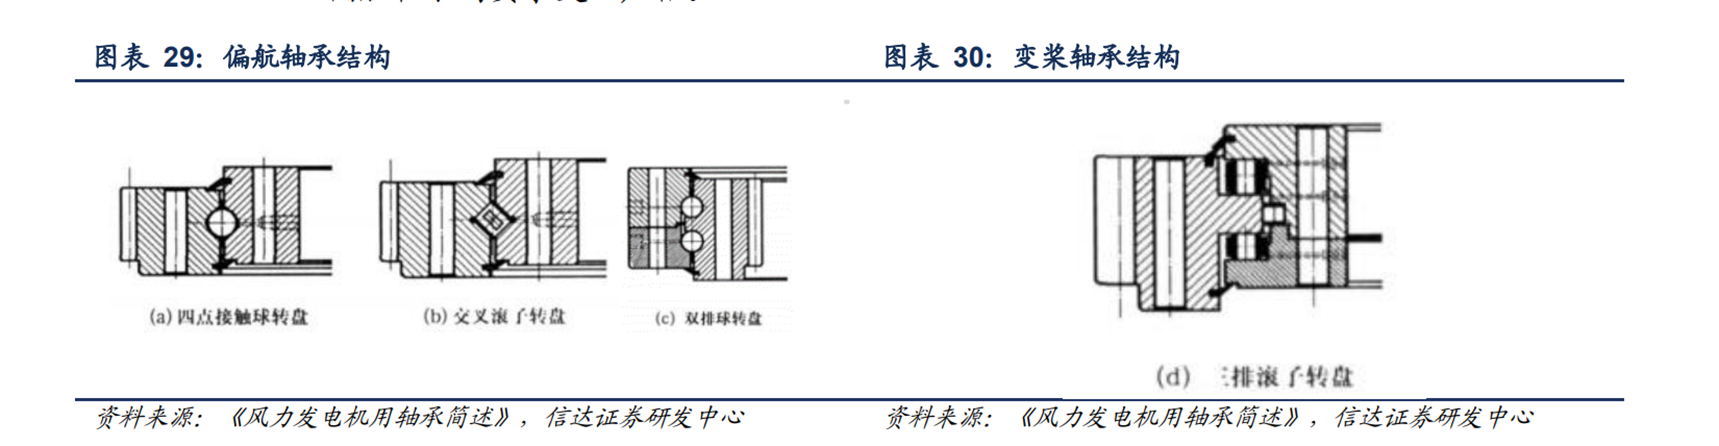 图表 29：偏航轴承结构
图表 30：变桨轴承结构
(a)四点接触球转盘
(b)交叉滚子转盘
(c) 双排球转盘
(d) 三排滚子转盘
资料来源：《风力发电机用轴承简述》，信达证券研发中心
资料来源：《风力发电机用轴承简述》，信达证券研发中心